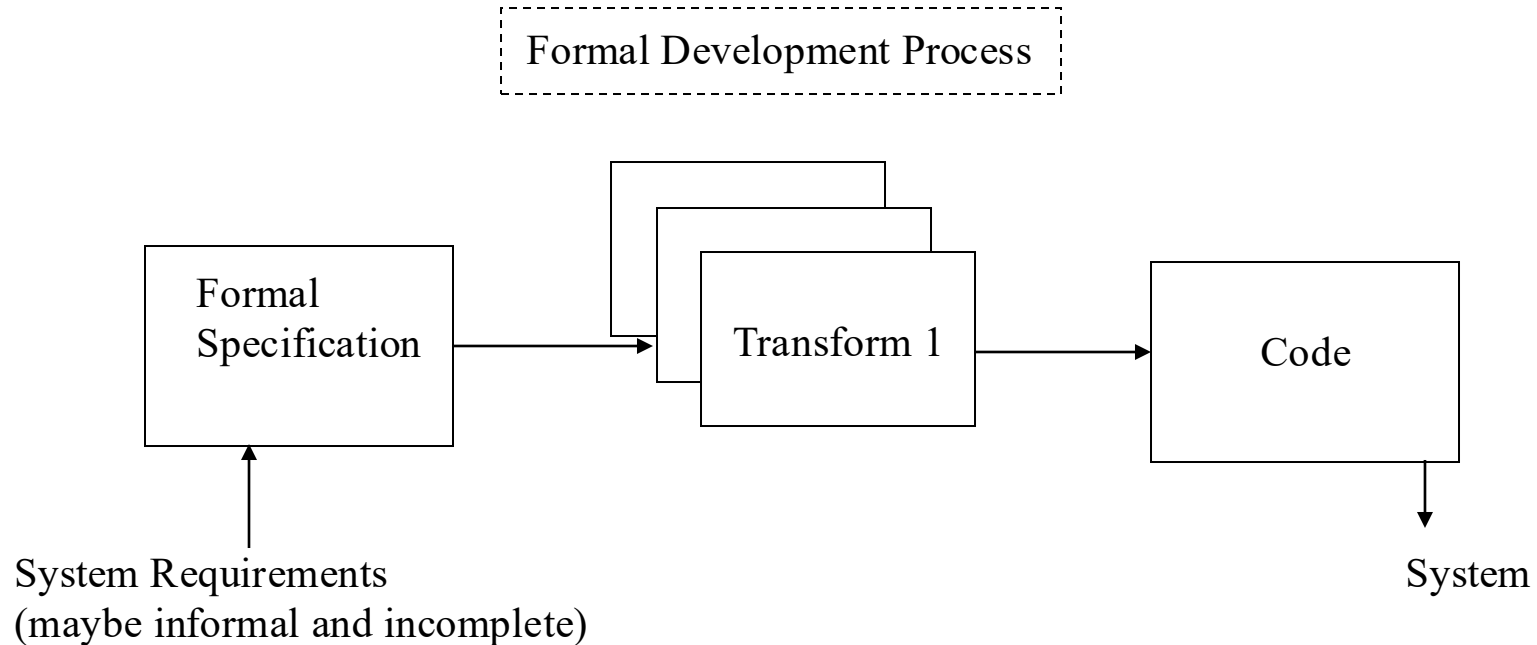 Formal Development Process
Formal
Specification
Transform 1
Code
System Requirements
(maybe informal and incomplete)
System